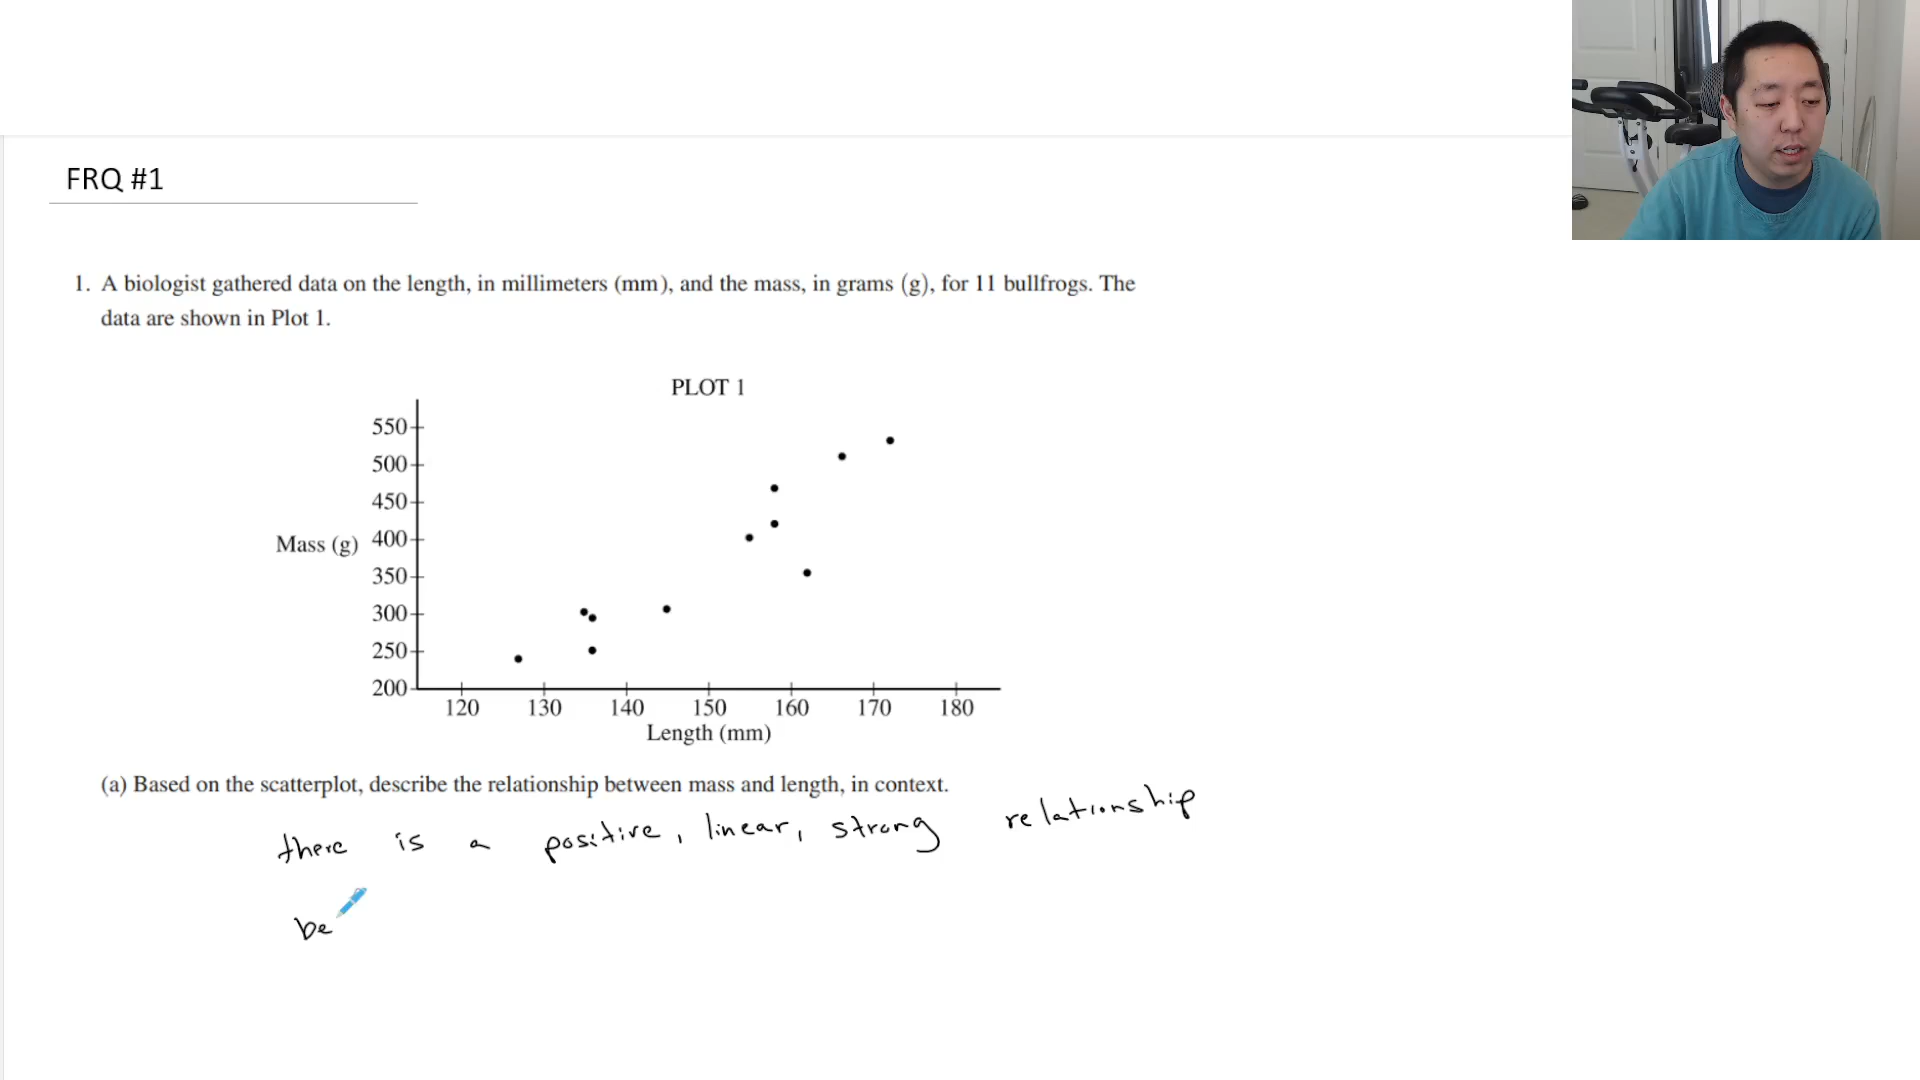 FRQ #1
1. A biologist gathered data on the length, in millimeters (mm), and the mass, in grams (g), for 11 bullfrogs. The
data are shown in Plot 1.
PLOT 1
550
500
450
Mass (g) 400
350
300
250
200
120 130 140 150 160 170 180
Length (mm)
(a) Based on the scatterplot, describe the relationship between mass and length, in context.
there is a positive, linear, strong relationship
be